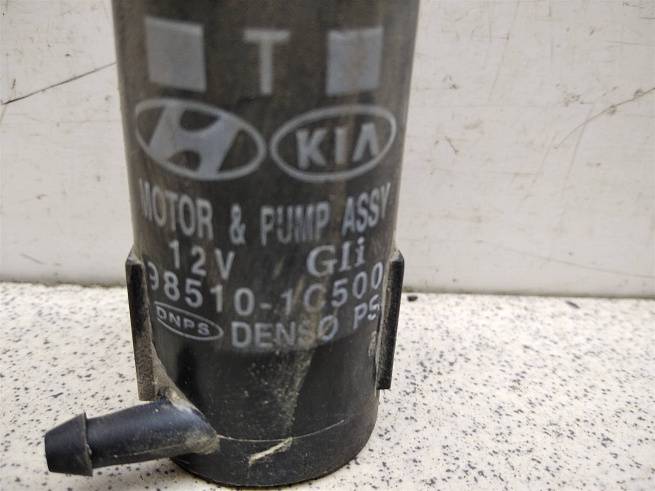 T
KIA
MOTOR & PUMP ASSY
12V GIi
98510-1C500
DNPS DENSO PS